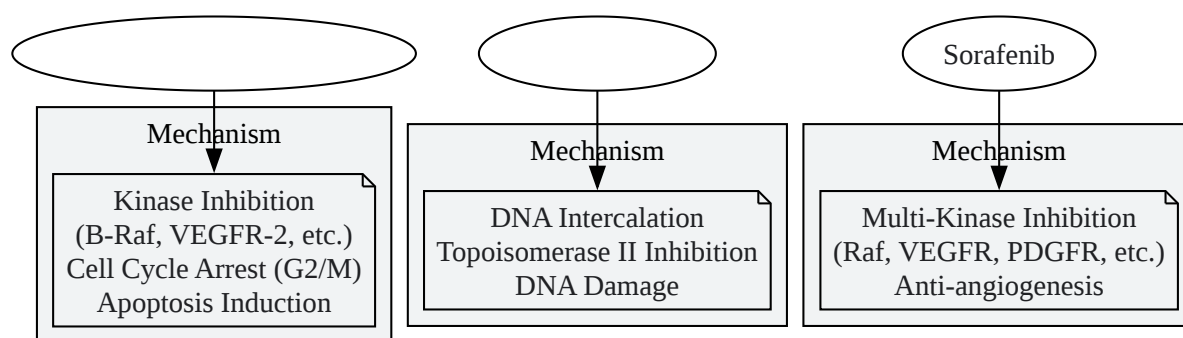 Sorafenib
Mechanism
Kinase Inhibition
(B-Raf, VEGFR-2, etc.)
Cell Cycle Arrest (G2/M)
Apoptosis Induction
Mechanism
DNA Intercalation
Topoisomerase II Inhibition
DNA Damage
Mechanism
Multi-Kinase Inhibition
(Raf, VEGFR, PDGFR, etc.)
Anti-angiogenesis